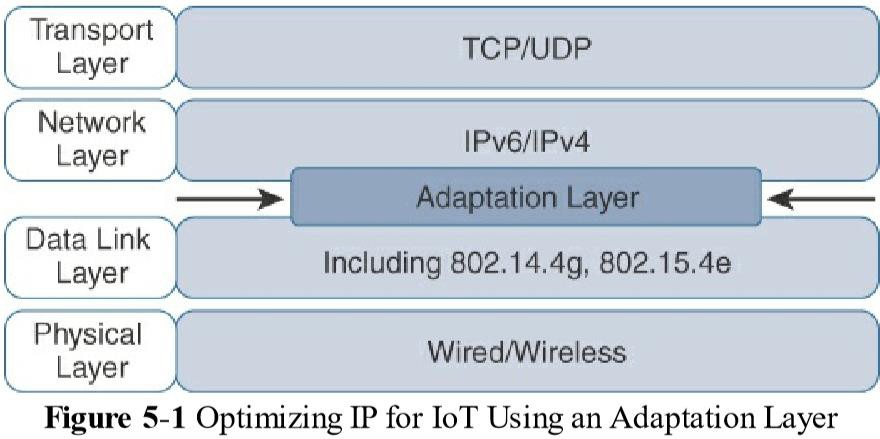 Transport
Layer
TCP/UDP
Network
Layer
IPv6/IPv4
Adaptation Layer
Data Link
Layer
Including 802.14.4g, 802.15.4e
Physical
Layer
Wired/Wireless
Figure 5-1 Optimizing IP for IoT Using an Adaptation Layer